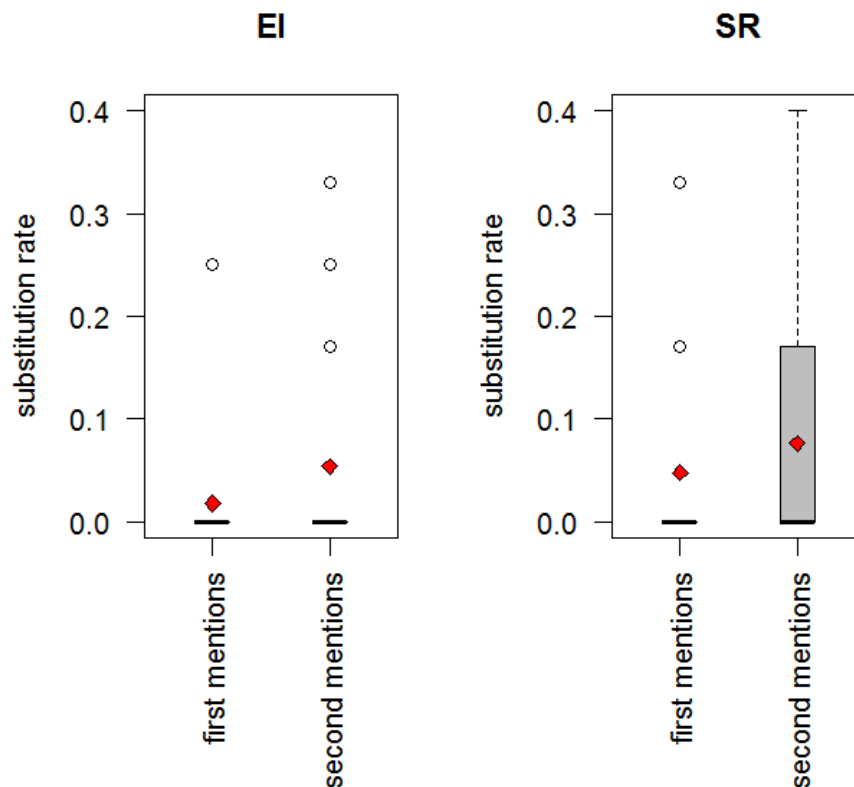 EI
substitution rate
0.4
0.3
0.2
0.1
0.0
first mentions
second mentions
SR
substitution rate
0.4
0.3
0.2
0.1
0.0
first mentions
second mentions